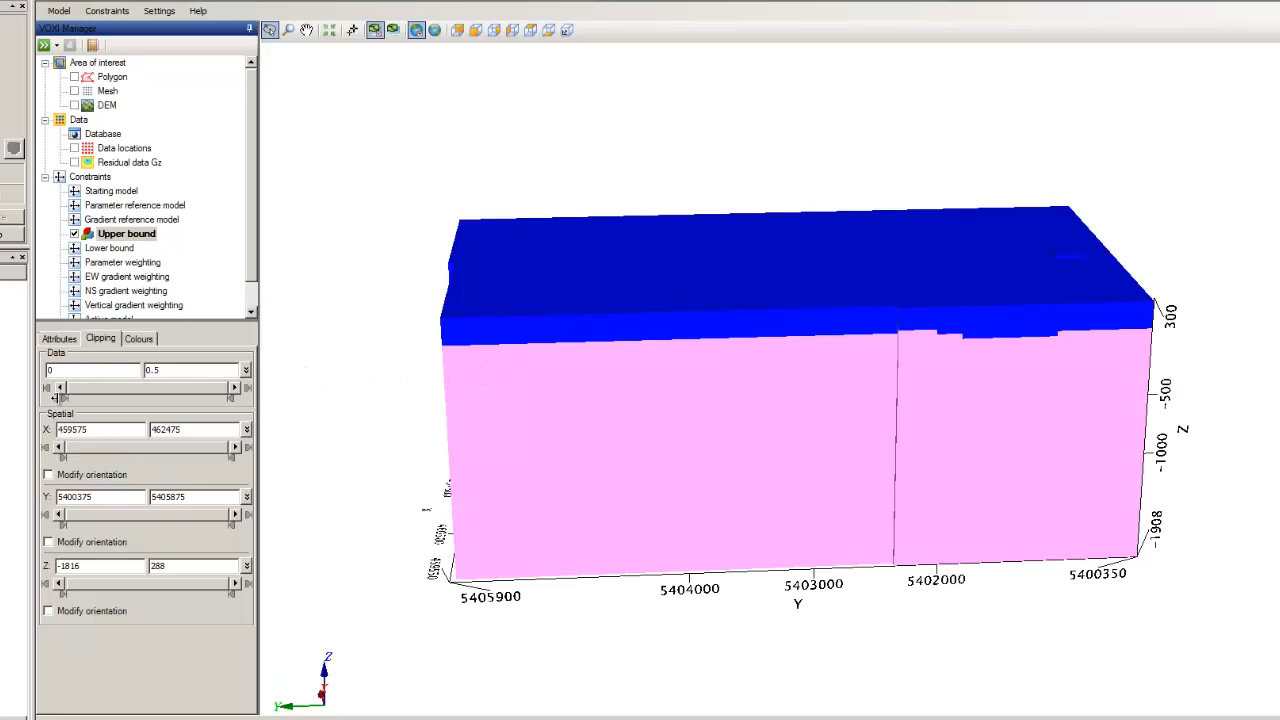 Model Constraints Settings Help
VOXI Manager
Area of interest
Polygon
Mesh
DEM
Data
Database
Data locations
Residual data Gz
Constraints
Starting model
Parameter reference model
Gradient reference model
Upper bound
Lower bound
Parameter weighting
EW gradient weighting
NS gradient weighting
Vertical gradient weighting
Attributes Clipping Colours
Data
0 0.5
Spatial
X: 459575 462475
Modify orientation
Y: 5400375 5405875
Modify orientation
Z: -1816 288
Modify orientation
300
-500
Z
-1000
-1908
5405900 5404000 5403000 5402000 5400350
Y
Z
Y